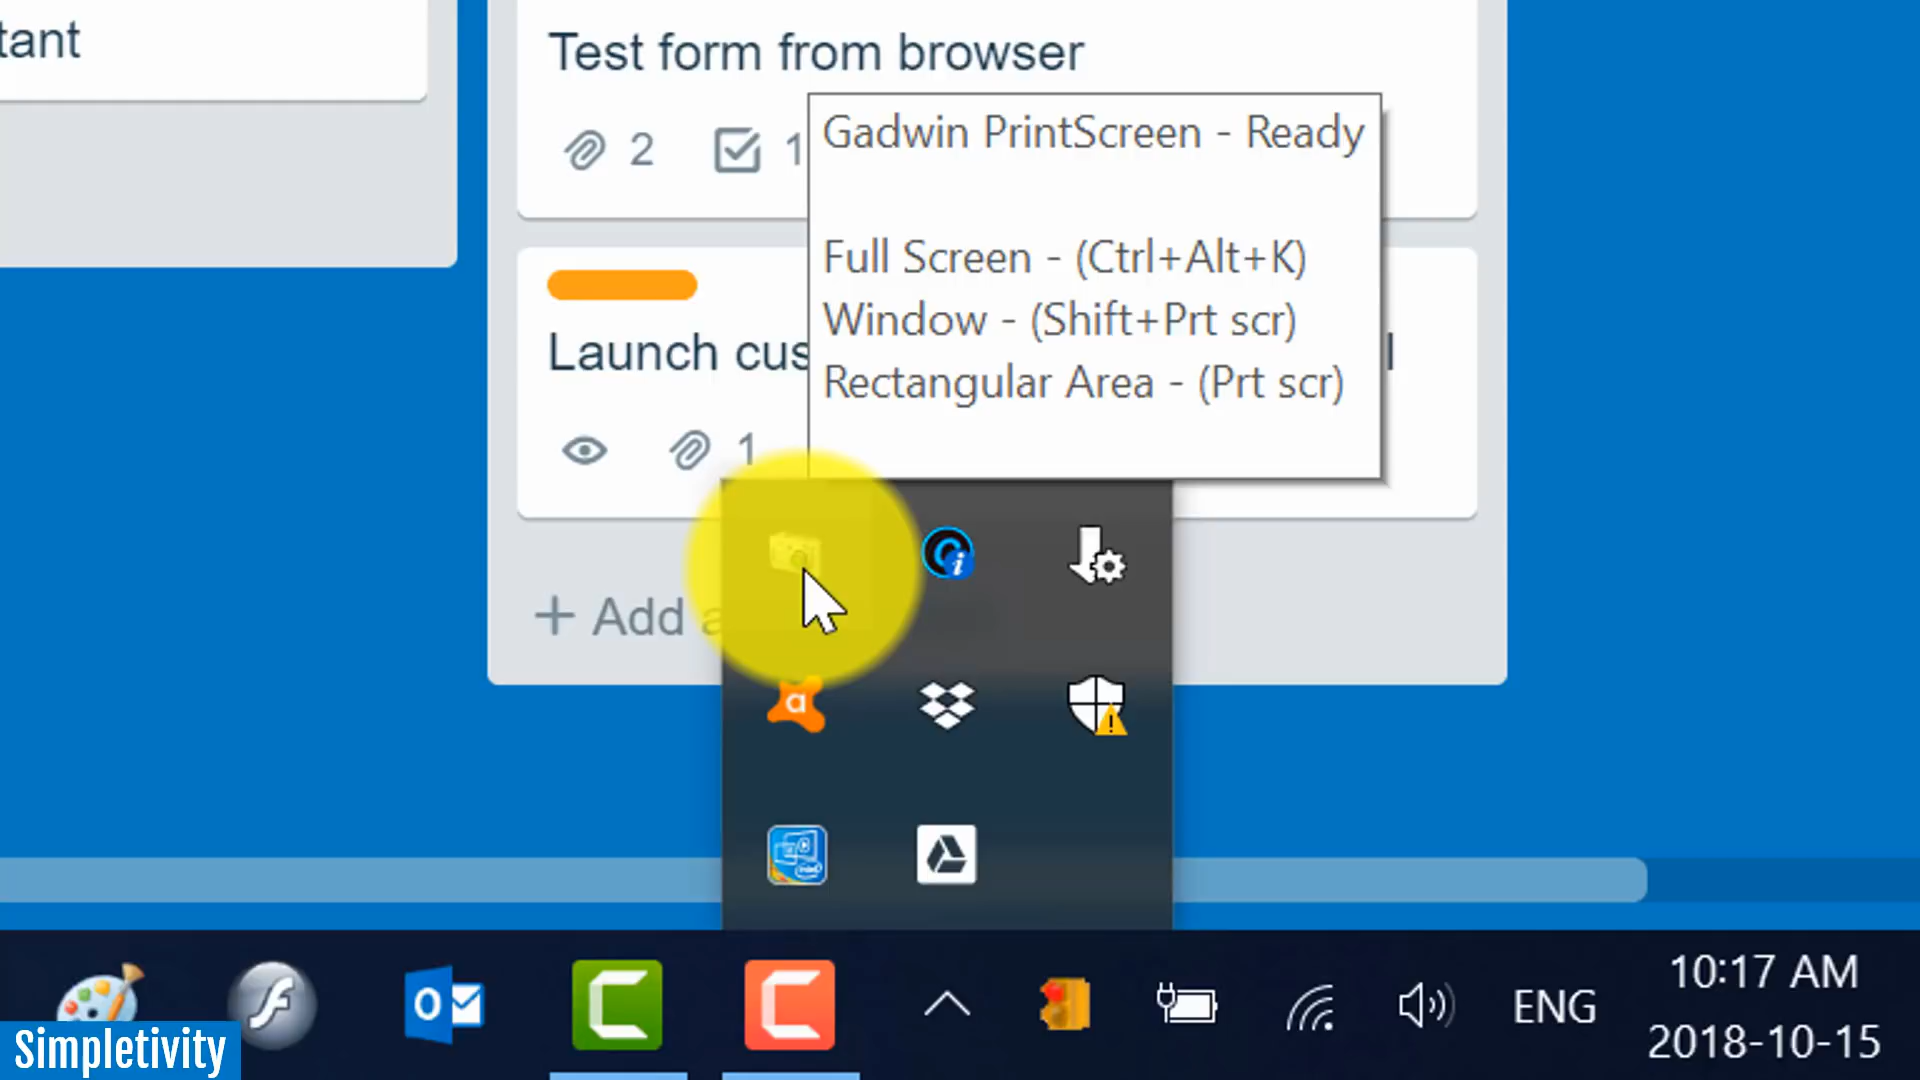 tant
Test form from browser
2
1
Gadwin PrintScreen - Ready
Full Screen - (Ctrl+Alt+K)
Window - (Shift+Prt scr)
Rectangular Area - (Prt scr)
Launch cus
l
1
+ Add a
a
i
intel
O
ENG
10:17 AM
2018-10-15
Simpletivity